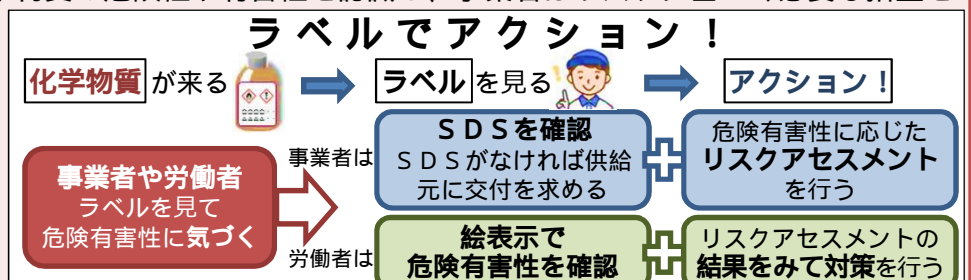 ラベルでアクション！
化学物質が来る
ラベルを見る
アクション！
事業者や労働者
ラベルを見て
危険有害性に気づく
事業者は
ＳＤＳを確認
ＳＤＳがなければ供給
元に交付を求める
危険有害性に応じた
リスクアセスメント
を行う
労働者は
絵表示で
危険有害性を確認
リスクアセスメントの
結果をみて対策を行う